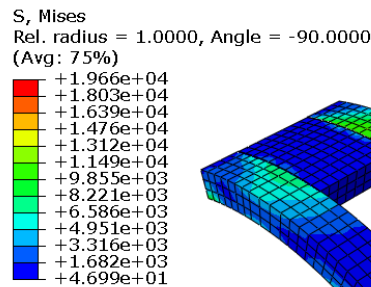 S, Mises
Rel. radius = 1.0000, Angle = -90.0000
(Avg: 75%)
+1.966e+04
+1.803e+04
+1.639e+04
+1.476e+04
+1.312e+04
+1.149e+04
+9.855e+03
+8.221e+03
+6.586e+03
+4.951e+03
+3.316e+03
+1.682e+03
+4.699e+01